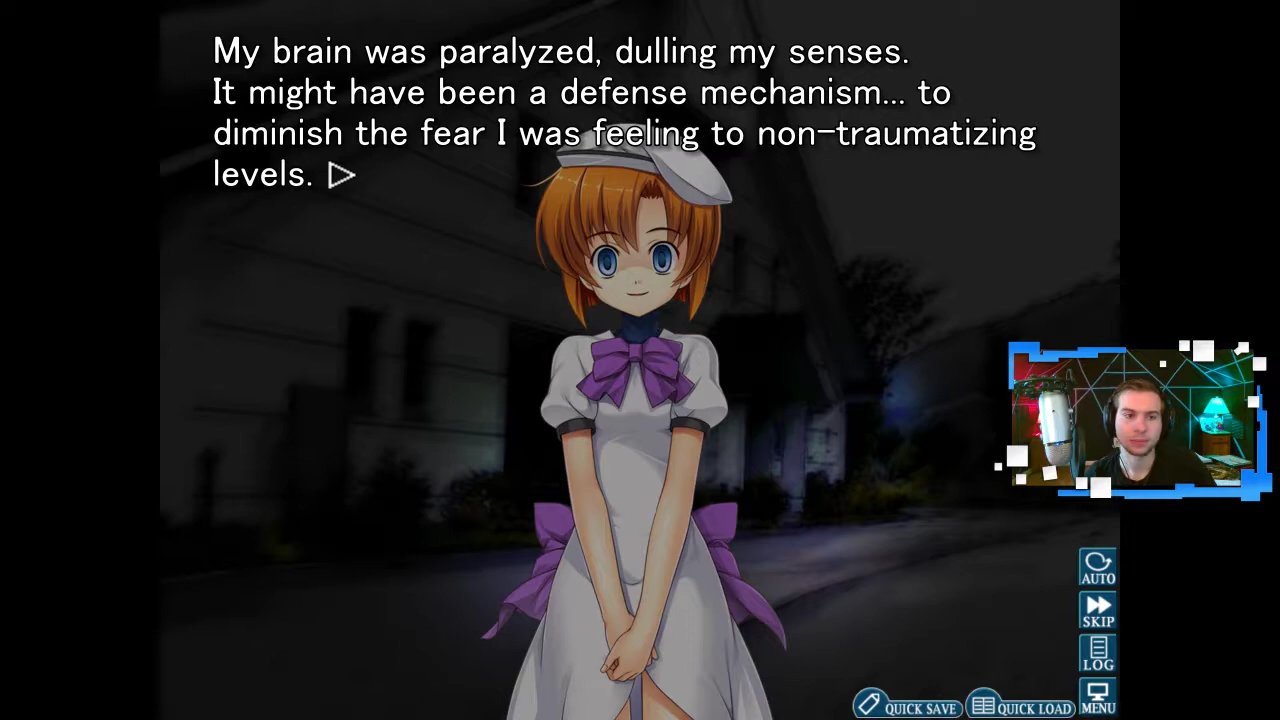 My brain was paralyzed, dulling my senses.
It might have been a defense mechanism... to
diminish the fear I was feeling to non-traumatizing
levels.
AUTO
SKIP
LOG
MENU
QUICK SAVE
QUICK LOAD